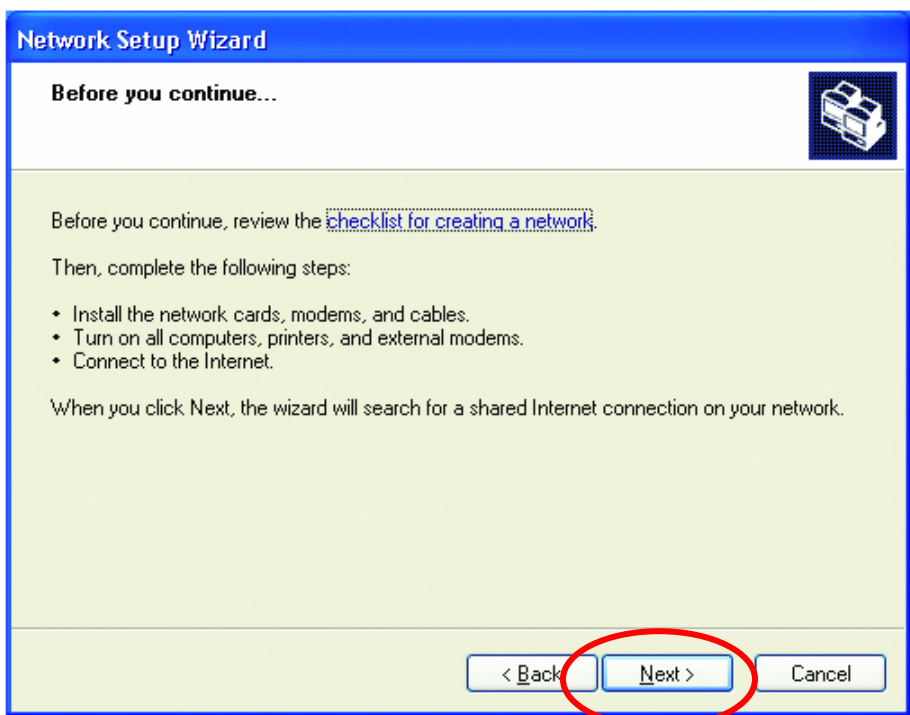 Network Setup Wizard
Before you continue...
Before you continue, review the checklist for creating a network.
Then, complete the following steps:
• Install the network cards, modems, and cables.
• Turn on all computers, printers, and external modems.
• Connect to the Internet.
When you click Next, the wizard will search for a shared Internet connection on your network.
< Back Next > Cancel